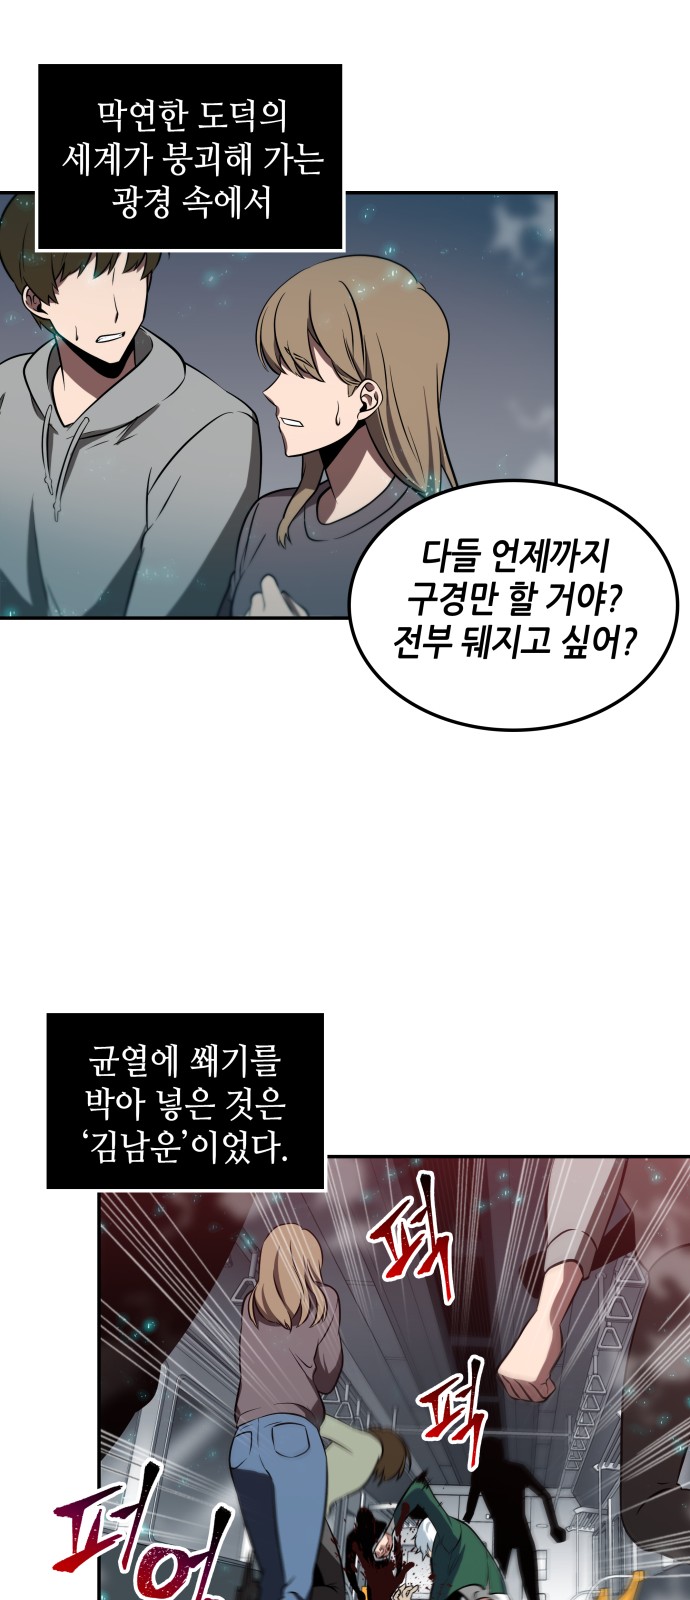 막연한 도덕의
세계가 붕괴해 가는
광경 속에서
다들 언제까지
구경만 할 거야?
전부 뒈지고 싶어?
균열에 쐐기를
박아 넣은 것은
‘김남운’이었다.
퍽
퍽
퍼어